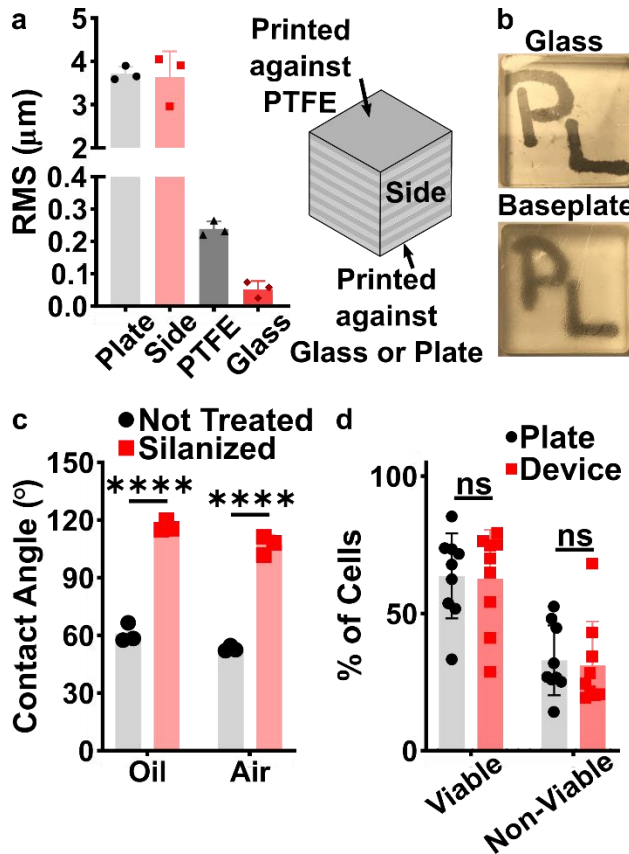 a
RMS (μm)
5
4
3
2
0.4
0.3
0.2
0.1
0.0
Plate
Side
PTFE
Glass
Printed
against
PTFE
Side
Printed
against
Glass or Plate
b
Glass
PL
Baseplate
PL
c
Not Treated
Silanized
Contact Angle (°)
150
120
90
60
30
0
****
****
Oil
Air
d
Plate
Device
% of Cells
100
50
0
ns
ns
Viable
Non-Viable